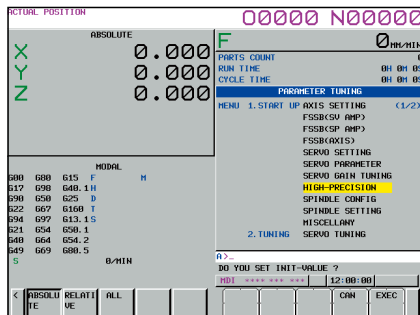 ACTUAL POSITION
O0000 N00000
ABSOLUTE
X 0.000
Y 0.000
Z 0.000
F 0 MM/MIN
PARTS COUNT
RUN TIME 0H 0M 0S
CYCLE TIME 0H 0M 0S
PARAMETER TUNING
MENU 1.START UP AXIS SETTING (1/2)
FSSB(SV AMP)
FSSB(SP AMP)
FSSB(AXIS)
SERVO SETTING
SERVO PARAMETER
SERVO GAIN TUNING
HIGH-PRECISION
SPINDLE CONFIG
SPINDLE SETTING
MISCELLANY
2.TUNING SERVO TUNING
MODAL
G00 G80 G15 F M
G17 G98 G40.1 H
G90 G50 G25 D
G22 G67 G160 T
G94 G97 G13.1 S
G21 G54 G50.1
G40 G64 G54.2
G49 G69 G80.5
S 0/MIN
A>_
DO YOU SET INIT-VALUE ?
MDI **** *** *** 12:00:00
< ABSOLUTE RELATIVE ALL
CAN EXEC